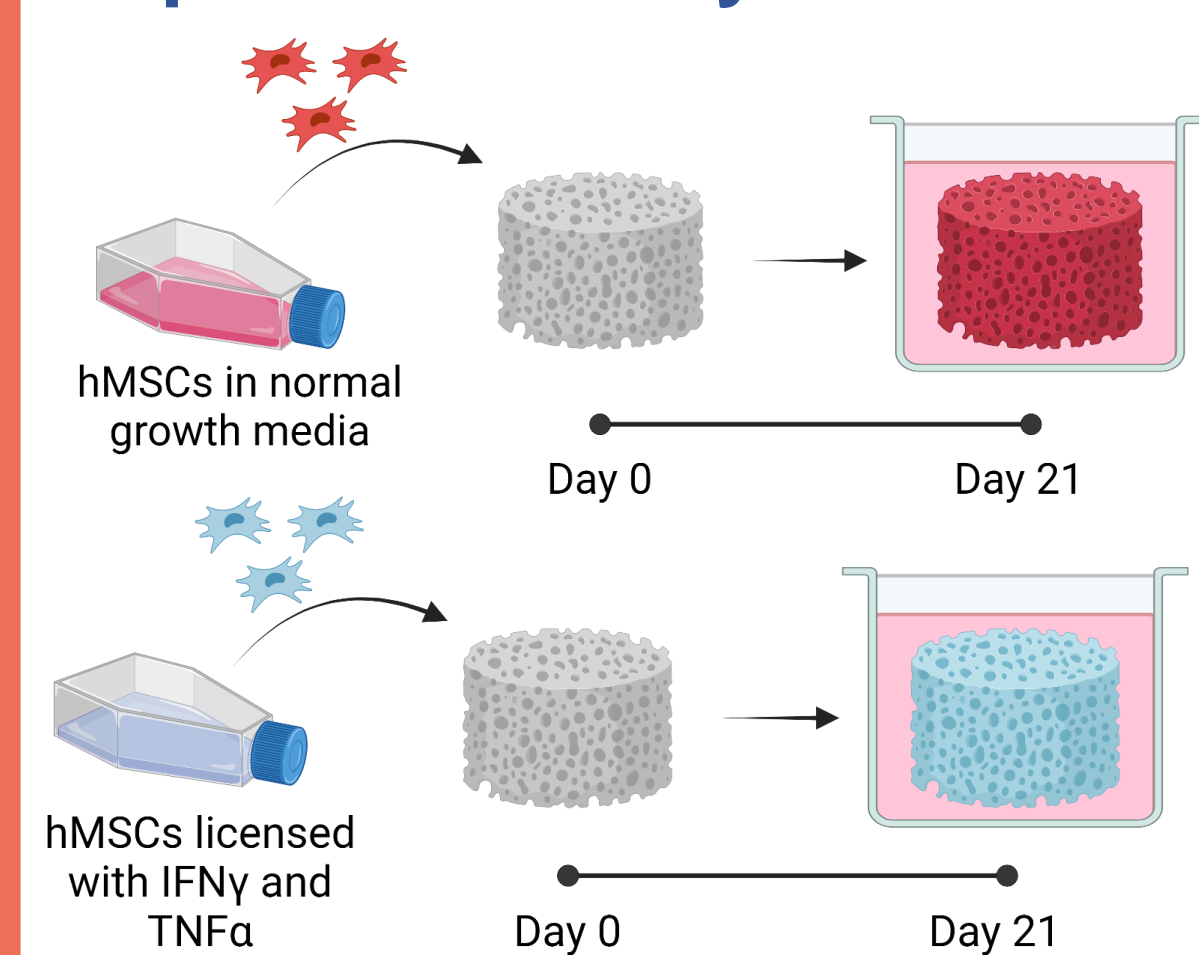 hMSCs in normal
growth media
Day 0
Day 21
hMSCs licensed
with IFNγ and
TNFα
Day 0
Day 21